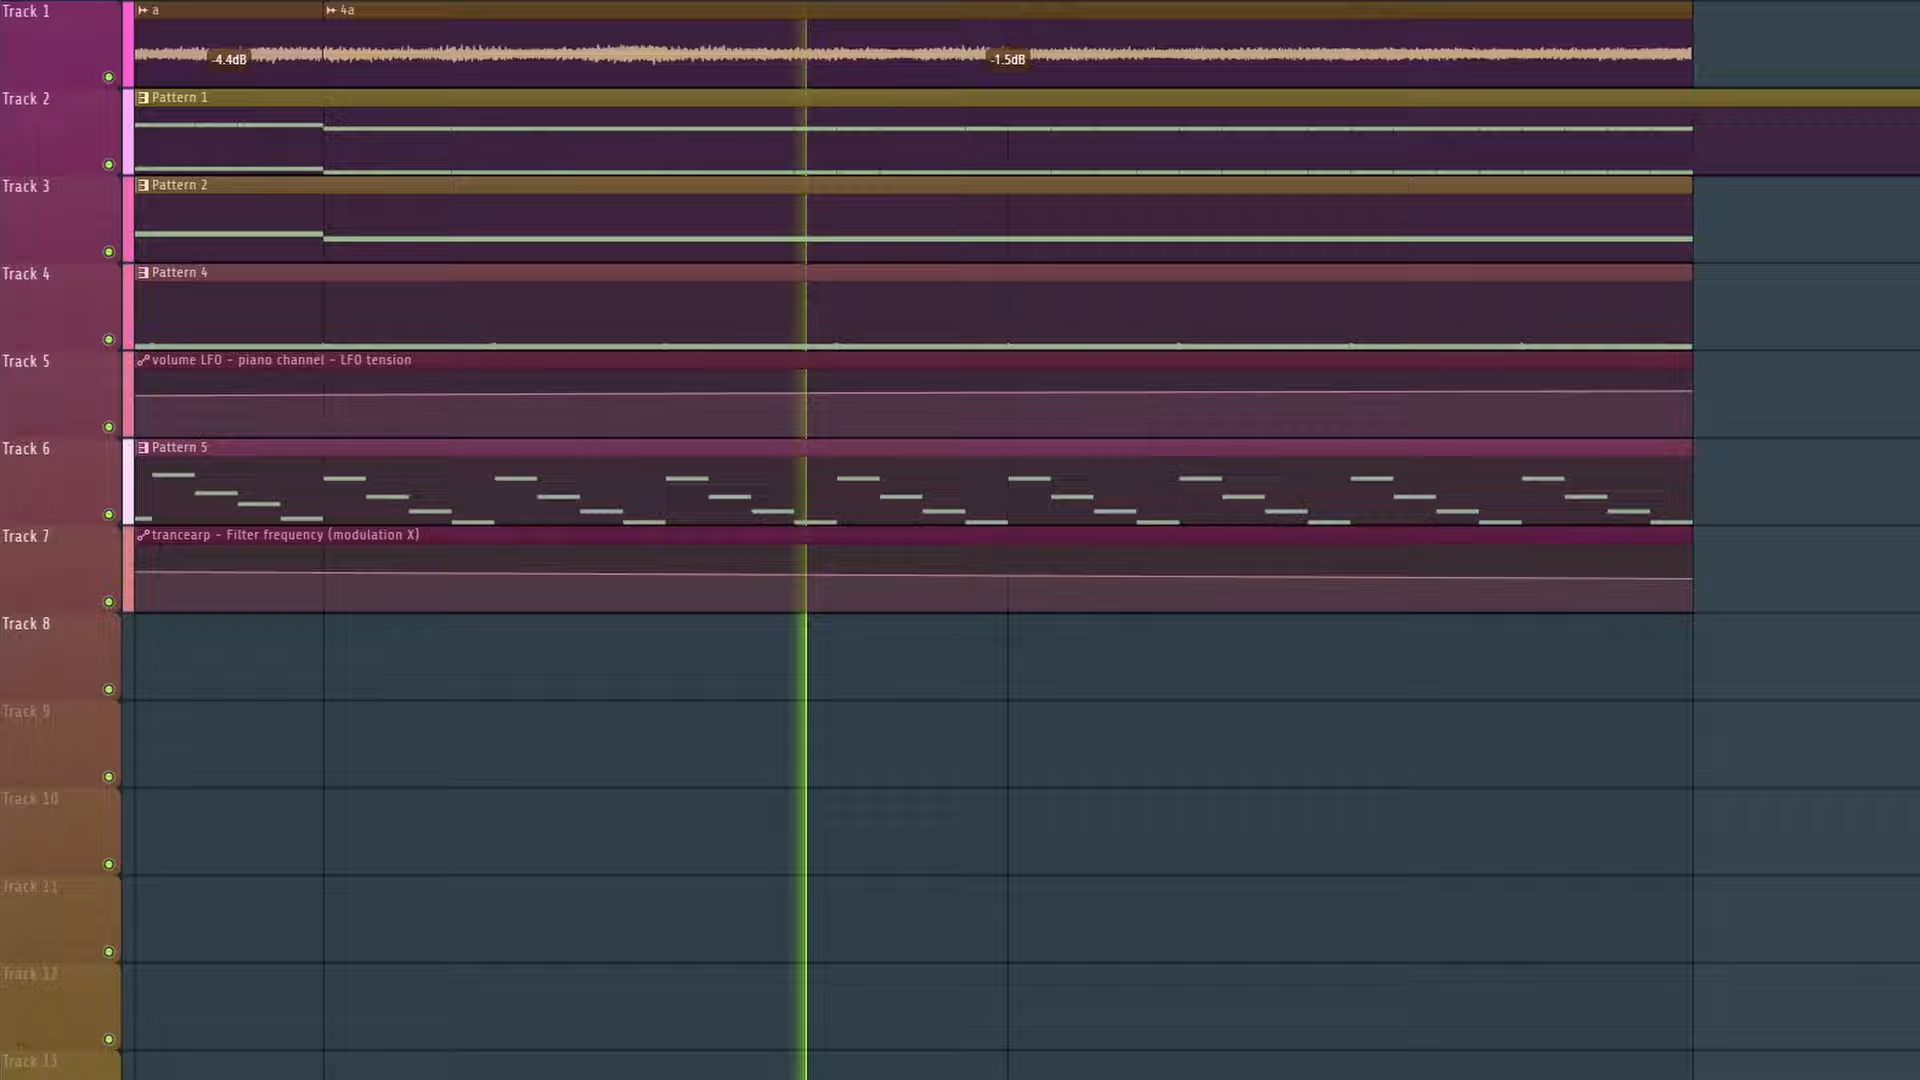 Track 1
a
4a
-4.4dB
-1.5dB
Track 2
Pattern 1
Track 3
Pattern 2
Track 4
Pattern 4
Track 5
volume LFO - piano channel - LFO tension
Track 6
Pattern 5
Track 7
trancearp - Filter frequency (modulation X)
Track 8
Track 9
Track 10
Track 11
Track 12
Track 13